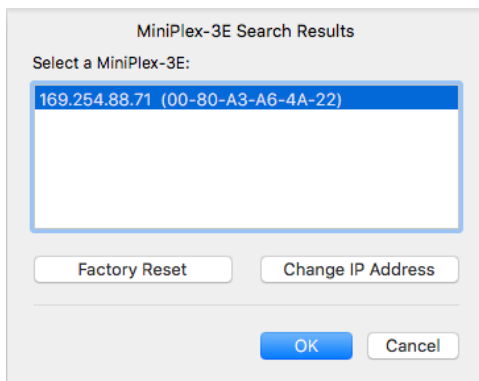 MiniPlex-3E Search Results
Select a MiniPlex-3E:
169.254.88.71 (00-80-A3-A6-4A-22)
Factory Reset
Change IP Address
OK
Cancel